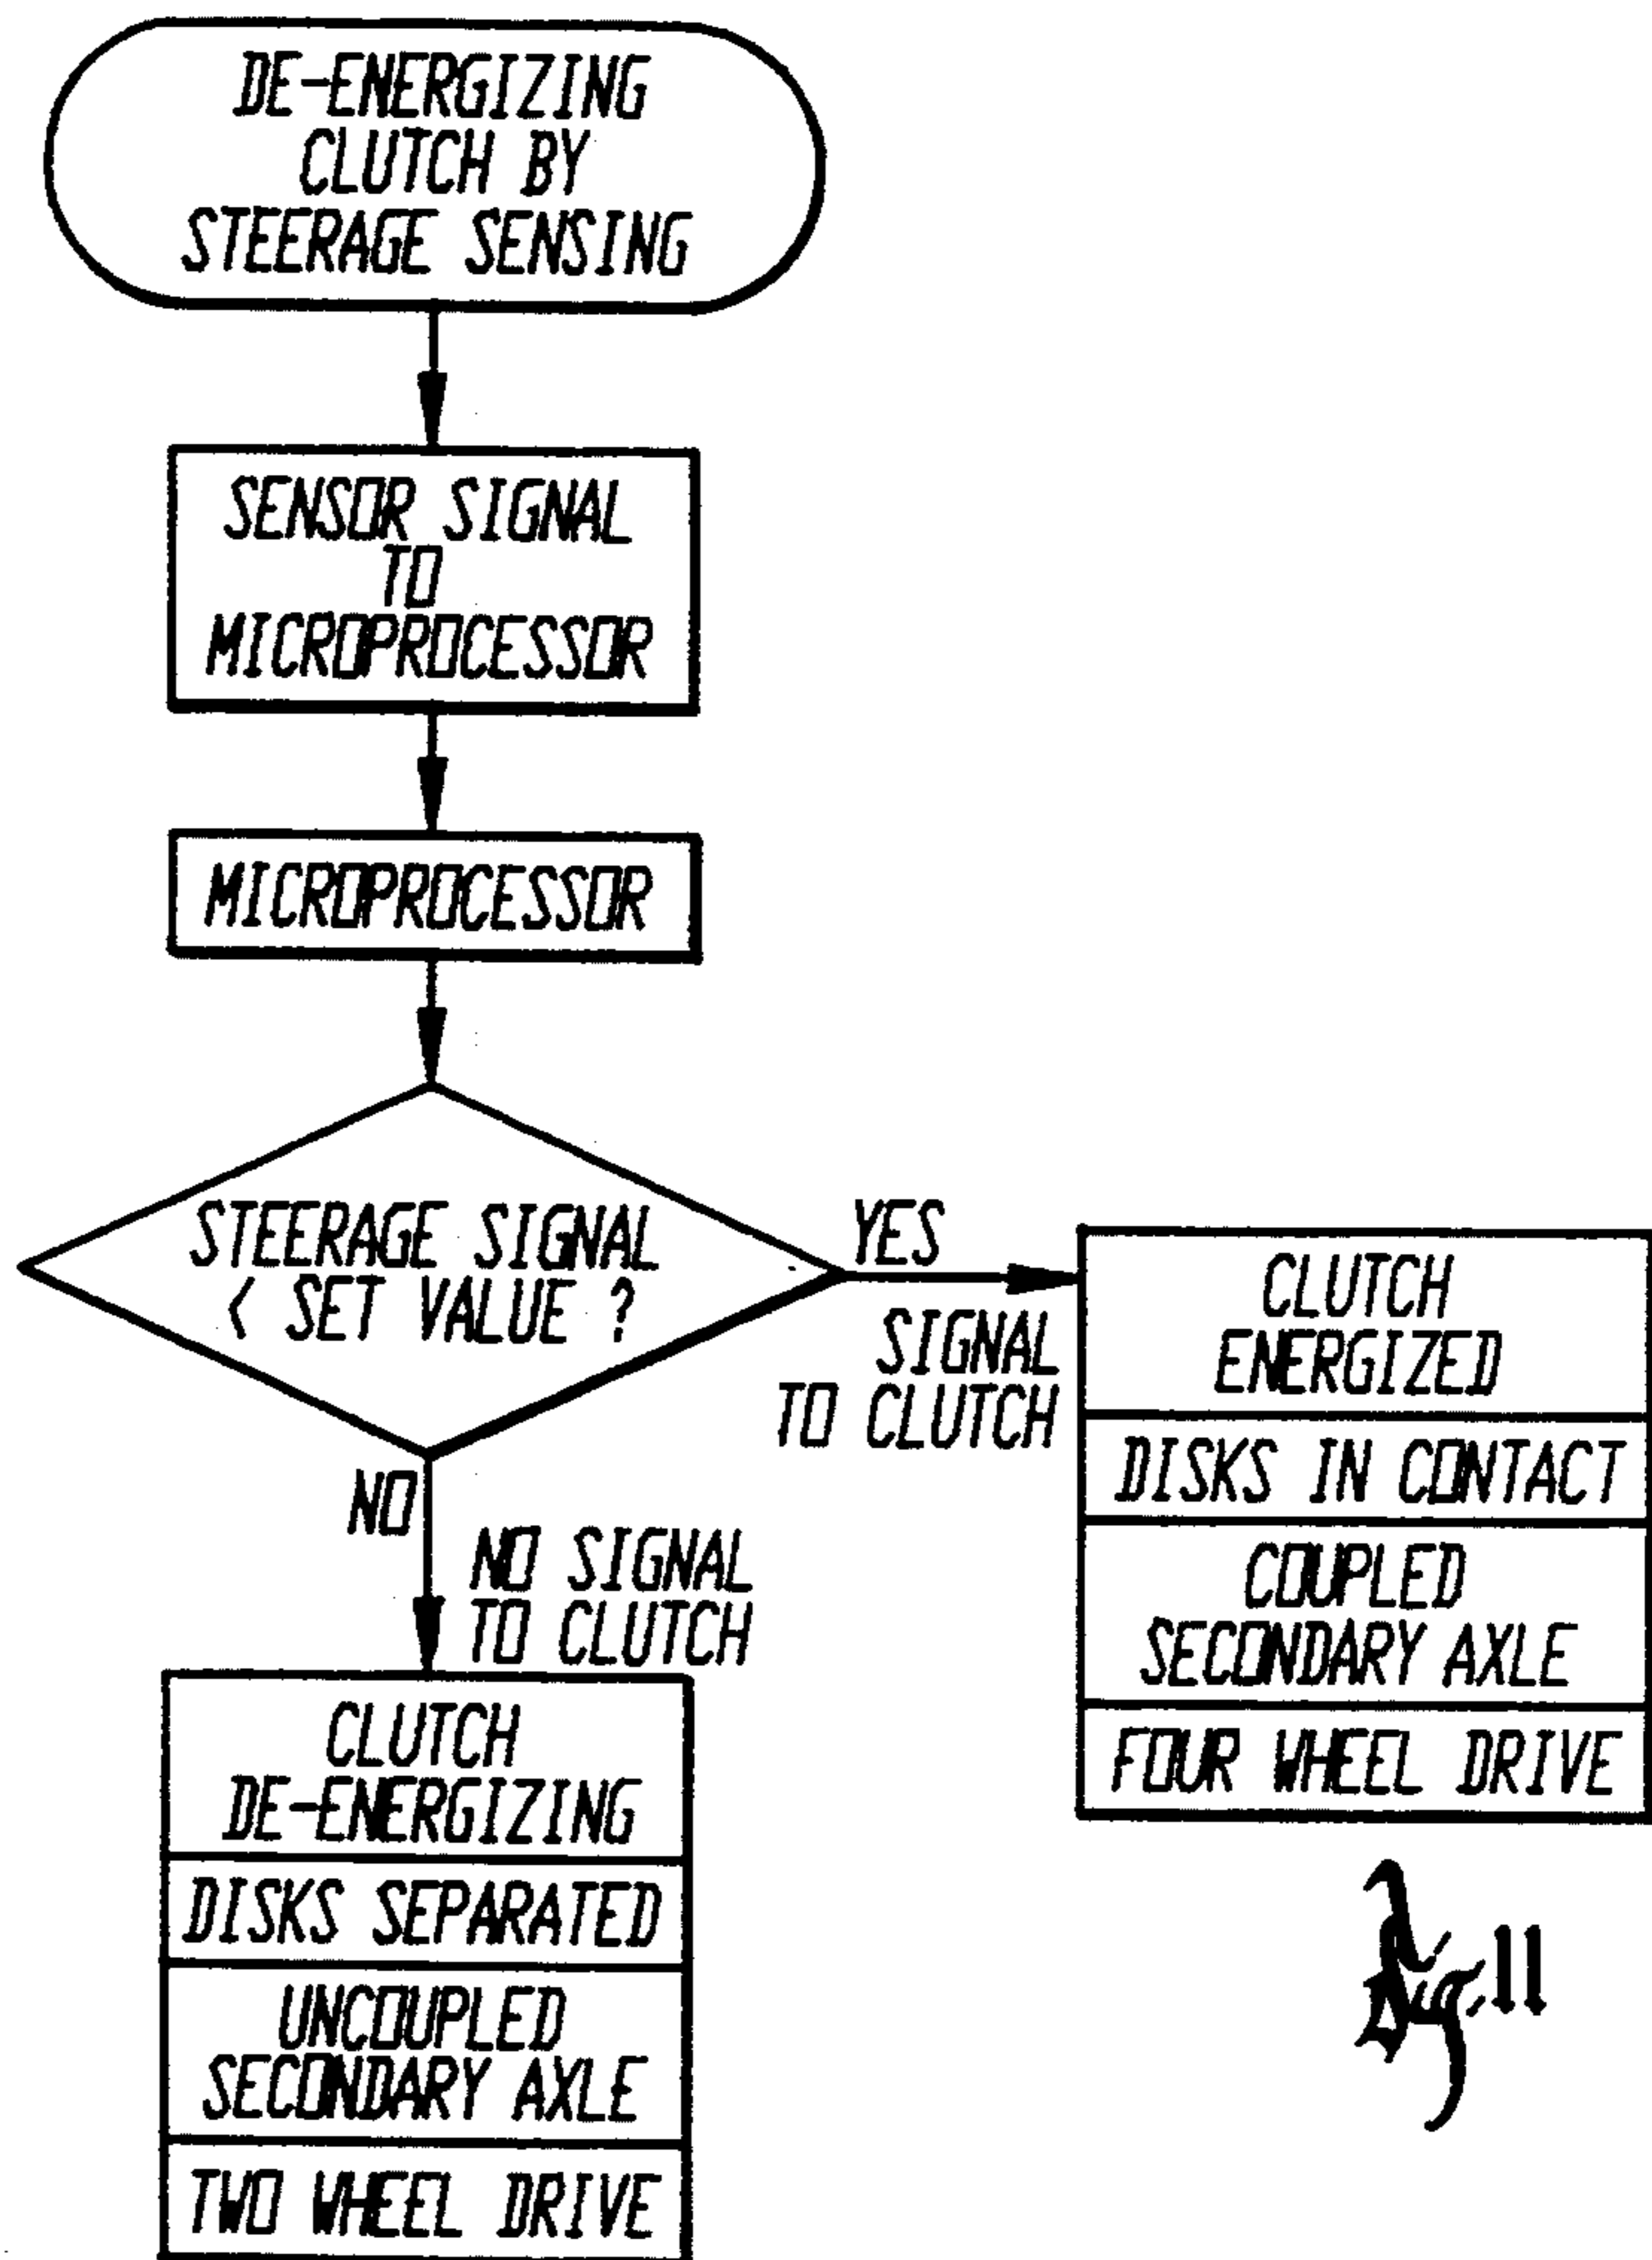 DE-ENERGIZING
CLUTCH BY
STEERAGE SENSING
SENSOR SIGNAL
TO
MICROPROCESSOR
MICROPROCESSOR
STEERAGE SIGNAL
< SET VALUE ?
YES
SIGNAL
TO CLUTCH
CLUTCH
ENERGIZED
DISKS IN CONTACT
COUPLED
SECONDARY AXLE
FOUR WHEEL DRIVE
NO
NO SIGNAL
TO CLUTCH
CLUTCH
DE-ENERGIZING
DISKS SEPARATED
UNCOUPLED
SECONDARY AXLE
TWO WHEEL DRIVE
Fig. 11